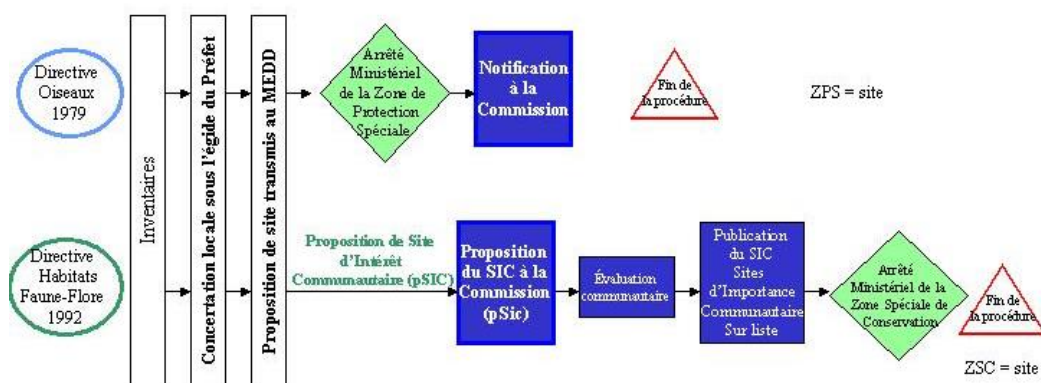 Directive
Oiseaux
1979
Directive
Habitats
Faune-Flore
1992
Inventaires
Concertation locale sous l'égide du Préfet
Proposition de site transmis au MEDD
Arrêté
Ministériel
de la Zone de
Protection
Spéciale
Notification
à la
Commission
Fin de
la procédure
ZPS = site
Proposition de Site
d'Intérêt
Communautaire (pSIC)
Proposition
du SIC à la
Commission
(pSic)
Évaluation
communautaire
Publication
du SIC
Sites
d'Importance
Communautaire
Sur liste
Arrêté
Ministériel de la
Zone Spéciale de
Conservation
Fin de
la procédure
ZSC = site